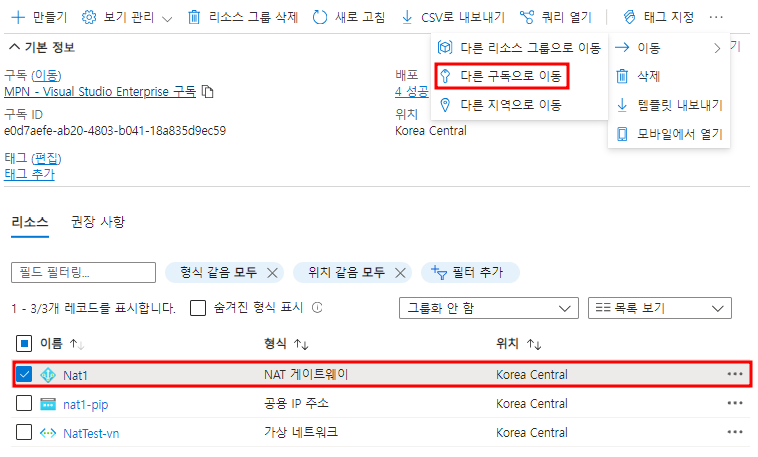 만들기 보기 관리 리소스 그룹 삭제 새로 고침 CSV로 내보내기 쿼리 열기 태그 지정 ...
기본 정보
구독 (이동)
MPN - Visual Studio Enterprise 구독
구독 ID
e0d7aefe-ab20-4803-b041-18a835d9ec59
태그 (편집)
태그 추가
배포
4 성공
위치
Korea Central
다른 리소스 그룹으로 이동
다른 구독으로 이동
다른 지역으로 이동
이동
삭제
템플릿 내보내기
모바일에서 열기
기
리소스 권장 사항
필드 필터링... 형식 같음 모두 위치 같음 모두 필터 추가
1 - 3/3개 레코드를 표시합니다. 숨겨진 형식 표시 그룹화 안 함 목록 보기
이름 형식 위치
Nat1 NAT 게이트웨이 Korea Central ...
nat1-pip 공용 IP 주소 Korea Central ...
NatTest-vn 가상 네트워크 Korea Central ...